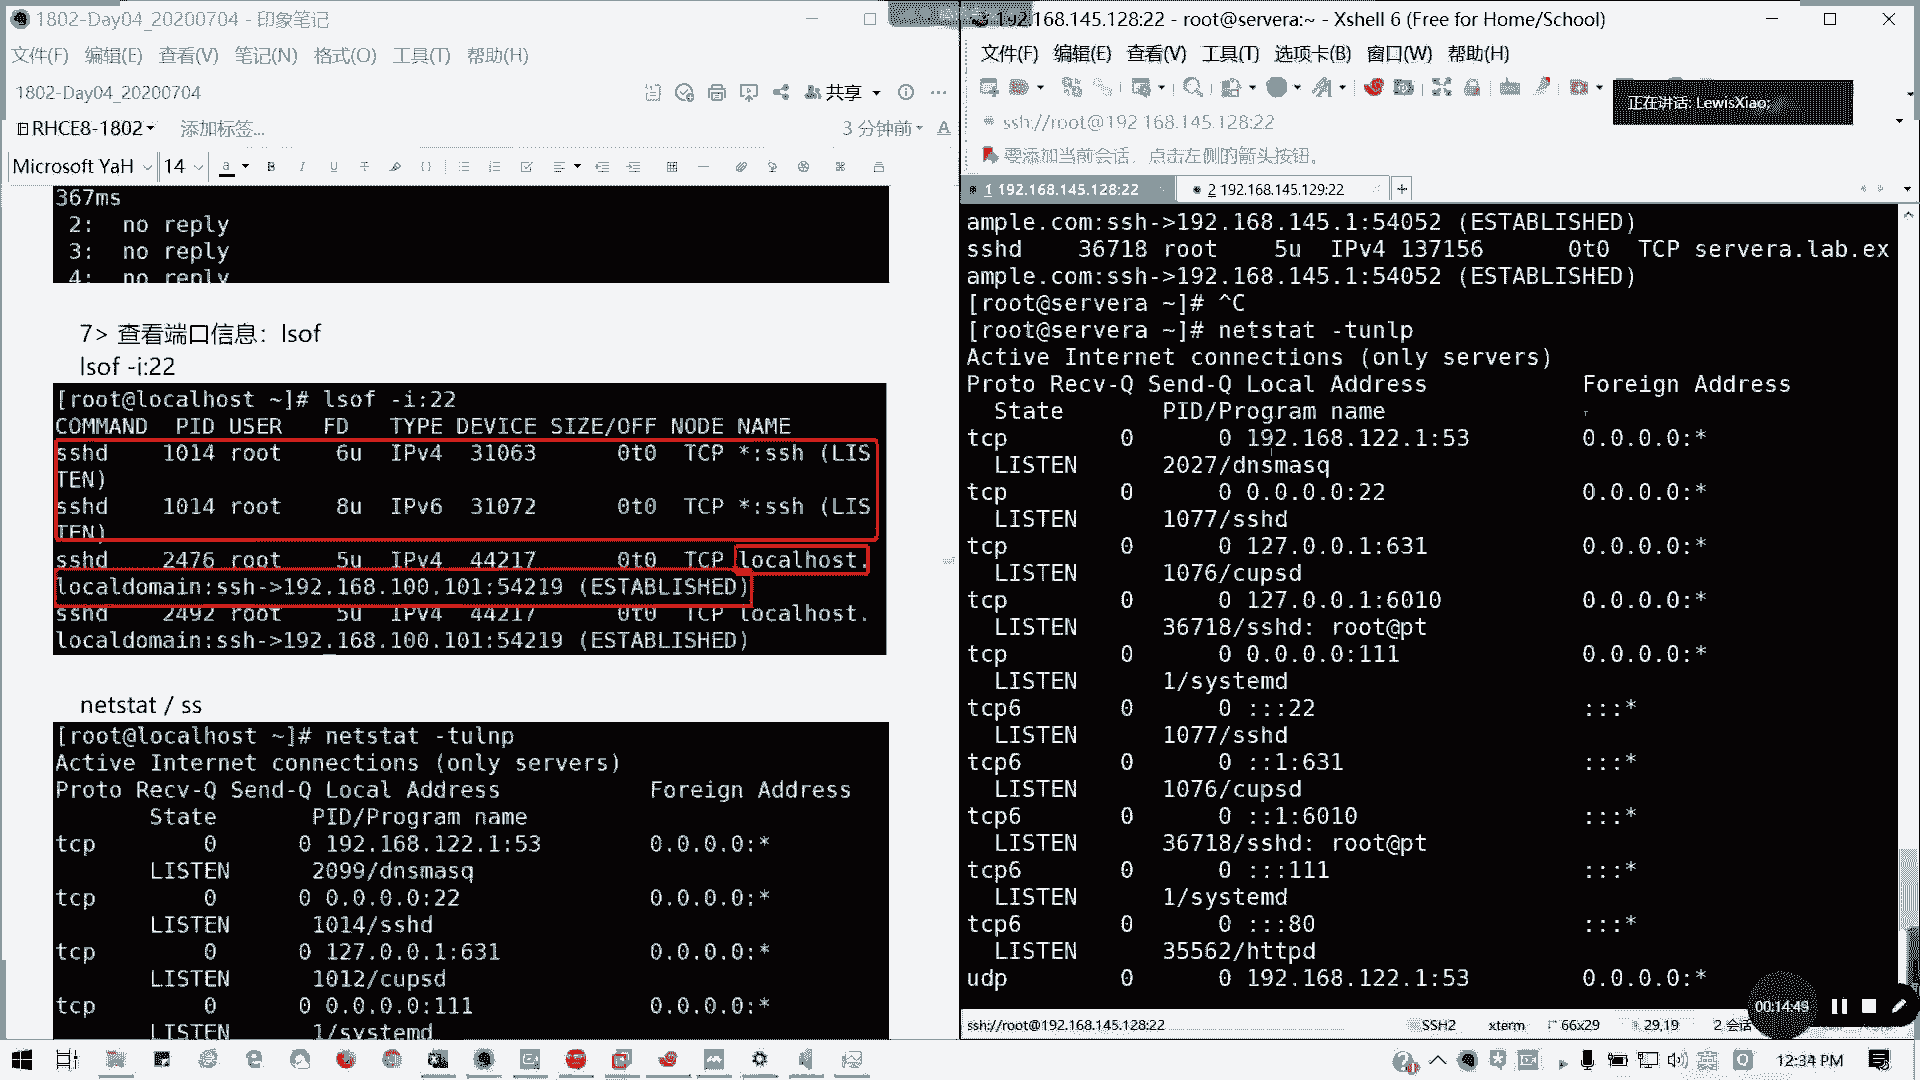 1802-Day04_20200704 - 印象笔记
文件(F) 编辑(E) 查看(V) 笔记(N) 格式(O) 工具(T) 帮助(H)
1802-Day04_20200704
共享
RHCE8-1802
添加标签...
3 分钟前
Microsoft YaH 14
367ms
2: no reply
3: no reply
4: no reply
7> 查看端口信息：lsof
lsof -i:22
[root@localhost ~]# lsof -i:22
COMMAND PID USER FD TYPE DEVICE SIZE/OFF NODE NAME
sshd 1014 root 6u IPv4 31063 0t0 TCP *:ssh (LIS
TEN)
sshd 1014 root 8u IPv6 31072 0t0 TCP *:ssh (LIS
TEN)
sshd 2476 root 5u IPv4 44217 0t0 TCP localhost.
localdomain:ssh->192.168.100.101:54219 (ESTABLISHED)
sshd 2492 root 5u IPv4 44217 0t0 TCP localhost.
localdomain:ssh->192.168.100.101:54219 (ESTABLISHED)
netstat / ss
[root@localhost ~]# netstat -tulnp
Active Internet connections (only servers)
Proto Recv-Q Send-Q Local Address Foreign Address
State PID/Program name
tcp 0 0 192.168.122.1:53 0.0.0.0:*
LISTEN 2099/dnsmasq
tcp 0 0 0.0.0.0:22 0.0.0.0:*
LISTEN 1014/sshd
tcp 0 0 127.0.0.1:631 0.0.0.0:*
LISTEN 1012/cupsd
tcp 0 0 0.0.0.0:111 0.0.0.0:*
LISTEN 1/systemd
192.168.145.128:22 - root@servera:~ - Xshell 6 (Free for Home/School)
文件(F) 编辑(E) 查看(V) 工具(T) 选项卡(B) 窗口(W) 帮助(H)
正在讲话: LewisXiao;
ssh://root@192.168.145.128:22
要添加当前会话，点击左侧的箭头按钮。
1 192.168.145.128:22
2 192.168.145.129:22
ample.com:ssh->192.168.145.1:54052 (ESTABLISHED)
sshd 36718 root 5u IPv4 137156 0t0 TCP servera.lab.ex
ample.com:ssh->192.168.145.1:54052 (ESTABLISHED)
[root@servera ~]# ^C
[root@servera ~]# netstat -tunlp
Active Internet connections (only servers)
Proto Recv-Q Send-Q Local Address Foreign Address
State PID/Program name
tcp 0 0 192.168.122.1:53 0.0.0.0:*
LISTEN 2027/dnsmasq
tcp 0 0 0.0.0.0:22 0.0.0.0:*
LISTEN 1077/sshd
tcp 0 0 127.0.0.1:631 0.0.0.0:*
LISTEN 1076/cupsd
tcp 0 0 127.0.0.1:6010 0.0.0.0:*
LISTEN 36718/sshd: root@pt
tcp 0 0 0.0.0.0:111 0.0.0.0:*
LISTEN 1/systemd
tcp6 0 0 :::22 :::*
LISTEN 1077/sshd
tcp6 0 0 ::1:631 :::*
LISTEN 1076/cupsd
tcp6 0 0 ::1:6010 :::*
LISTEN 36718/sshd: root@pt
tcp6 0 0 :::111 :::*
LISTEN 1/systemd
tcp6 0 0 :::80 :::*
LISTEN 35562/httpd
udp 0 0 192.168.122.1:53 0.0.0.0:*
00:14:49
ssh://root@192.168.145.128:22 SSH2 xterm 66x29 29,19 2 会话
12:34 PM